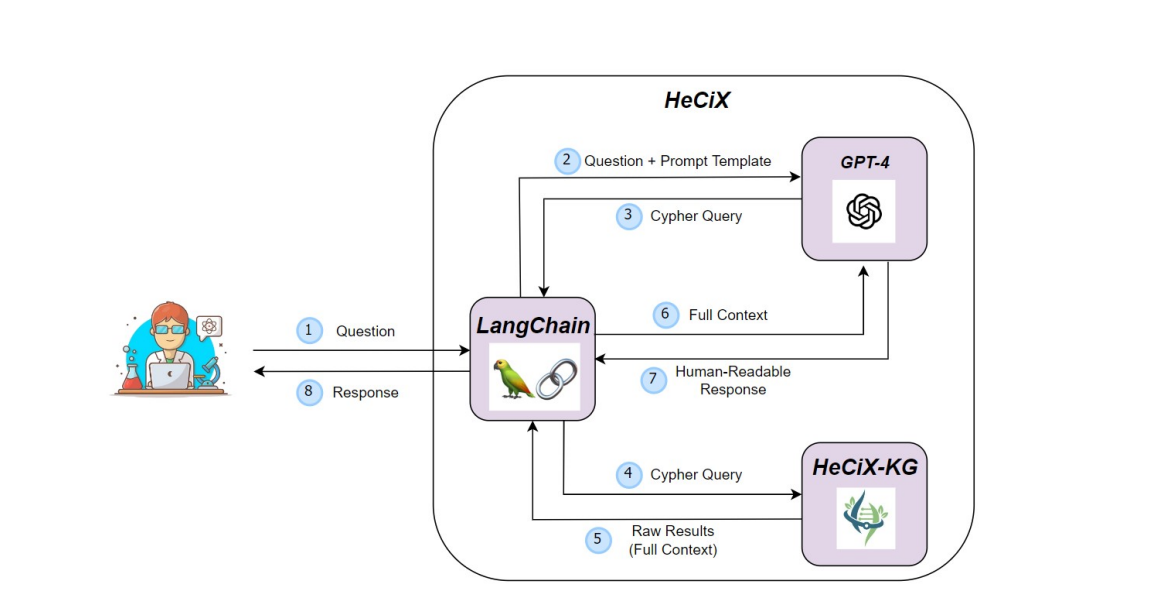 HeCiX
2 Question + Prompt Template
GPT-4
3 Cypher Query
1 Question
LangChain
6 Full Context
8 Response
7 Human-Readable
Response
4 Cypher Query
HeCiX-KG
5 Raw Results
(Full Context)